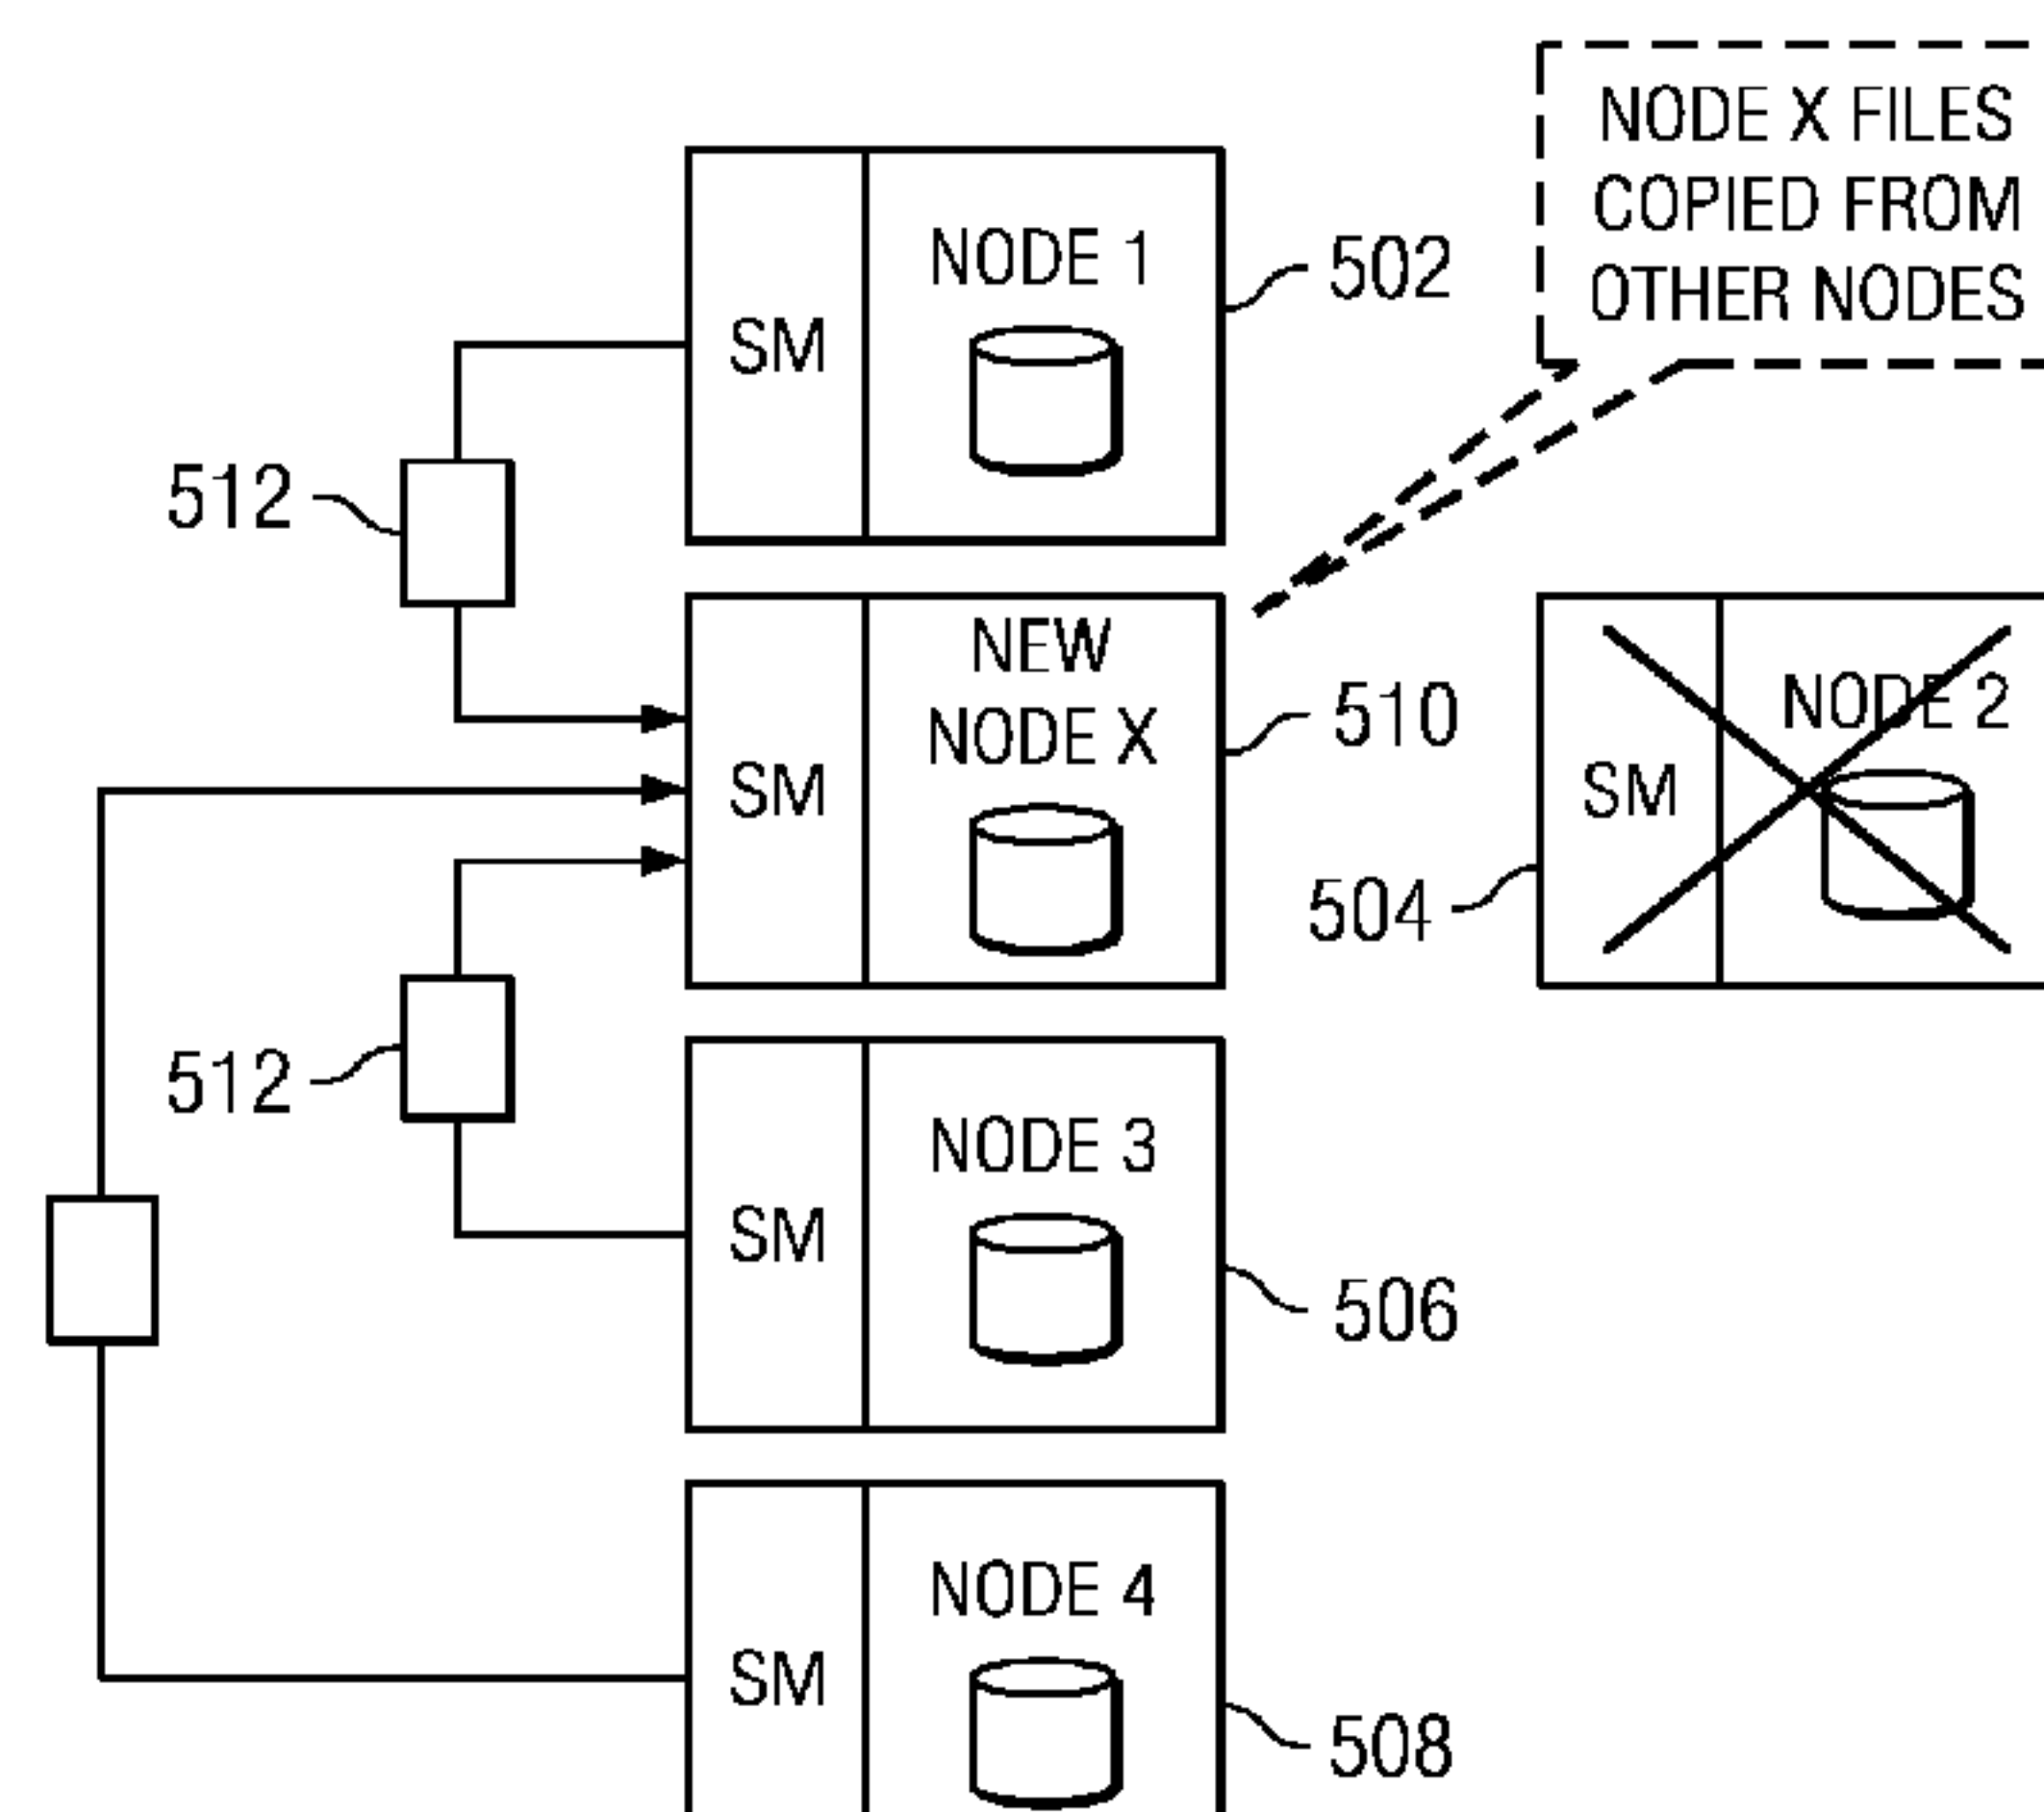 NODE X FILES
COPIED FROM
OTHER NODES
NODE 1
SM
502
512
NEW
NODE X
SM
510
NODE 2
SM
504
512
NODE 3
SM
506
NODE 4
SM
508